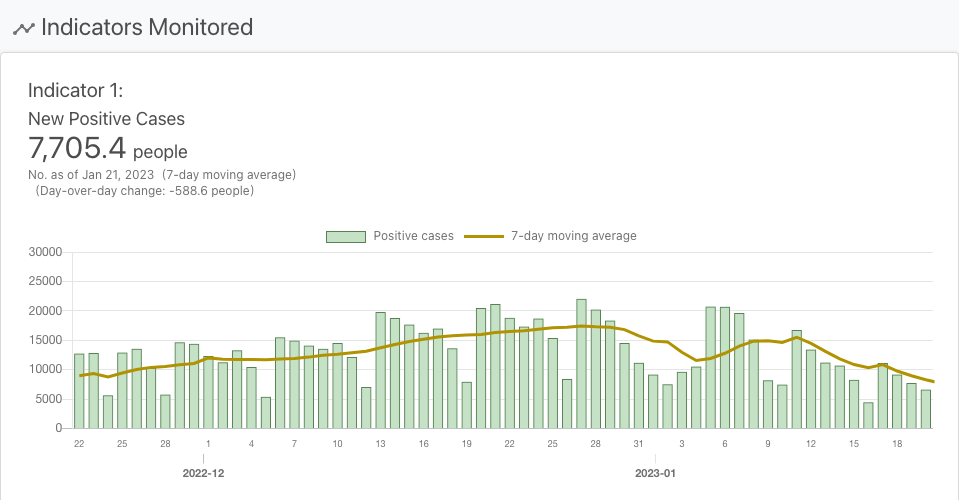 Indicators Monitored
Indicator 1:
New Positive Cases
7,705.4 people
No. as of Jan 21, 2023 (7-day moving average)
(Day-over-day change: -588.6 people)
Positive cases 7-day moving average
30000
25000
20000
15000
10000
5000
0
22 25 28 1 4 7 10 13 16 19 22 25 28 31 3 6 9 12 15 18
2022-12 2023-01